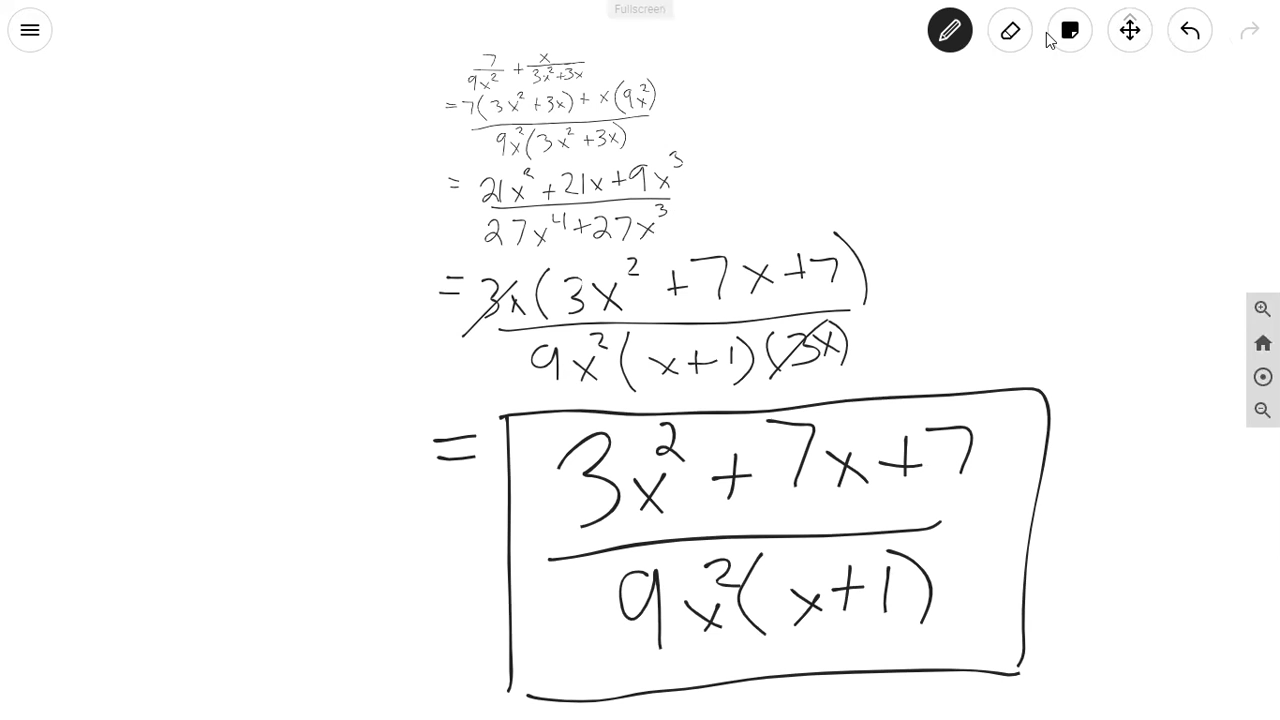 Fullscreen
7/9x² + x/3x²+3x
= 7(3x² + 3x) + x(9x²)
9x²(3x² + 3x)
= 21x² + 21x + 9x³
27x⁴ + 27x³
= 3x(3x² + 7x + 7)
9x²(x+1)(3x)
= 3x² + 7x + 7
9x²(x+1)